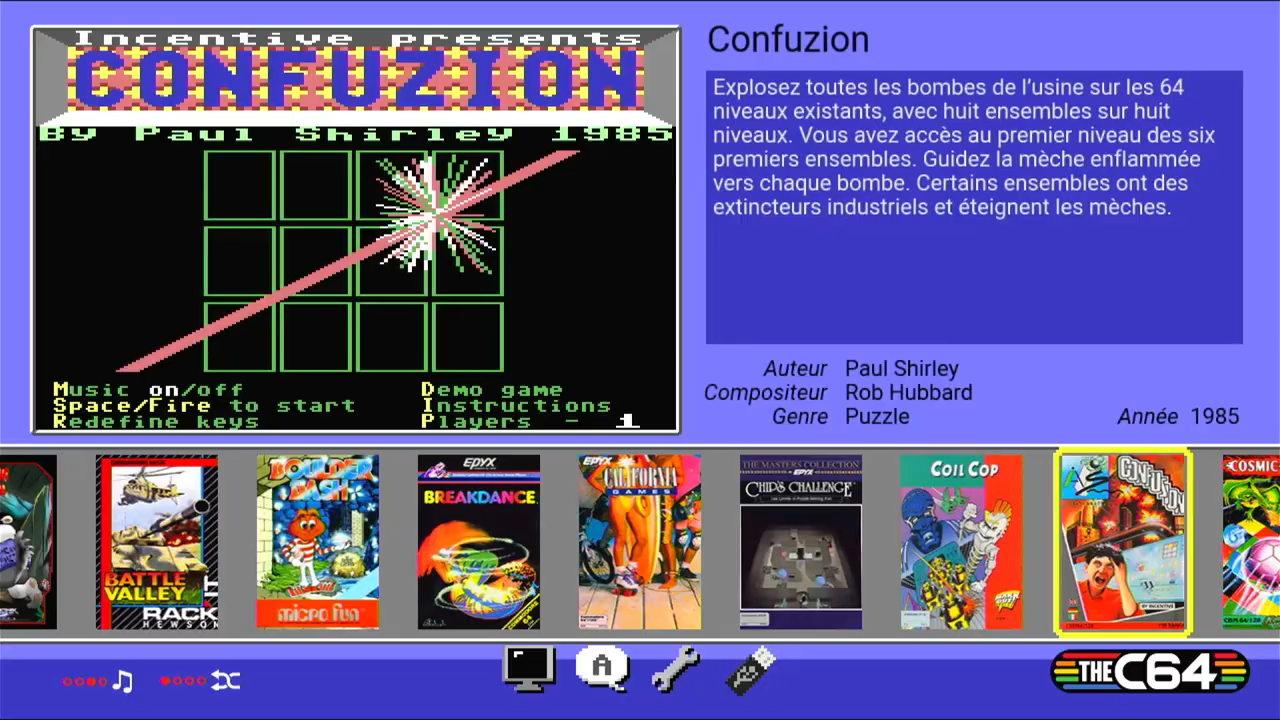 Incentive presents
CONFUZION
By Paul Shirley 1985
Music on/off
Space/Fire to start
Redefine keys
Demo game
Instructions
Players - 1
Confuzion
Explosez toutes les bombes de l'usine sur les 64
niveaux existants, avec huit ensembles sur huit
niveaux. Vous avez accès au premier niveau des six
premiers ensembles. Guidez la mèche enflammée
vers chaque bombe. Certains ensembles ont des
extincteurs industriels et éteignent les mèches.
Auteur Paul Shirley
Compositeur Rob Hubbard
Genre Puzzle
Année 1985
BATTLE
VALLEY
RACK
HEWSON
BOULDER
DASH
micro fun
EPYX
BREAKDANCE
EPYX
CALIFORNIA
GAMES
THE MASTERS COLLECTION
EPYX
CHIP'S CHALLENGE
COIL COP
CONFUZION
BY INCENTIVE
COSMIC
A
THE C64